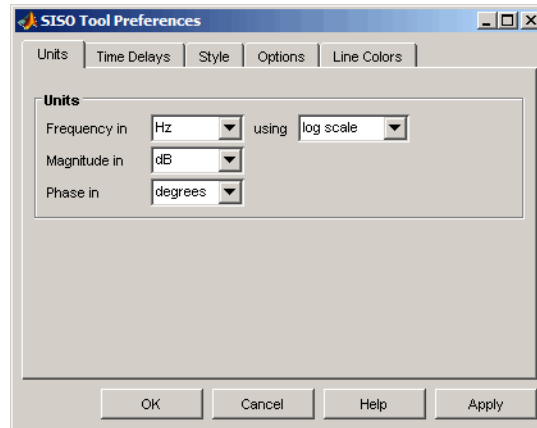 SISO Tool Preferences
Units Time Delays Style Options Line Colors
Units
Frequency in Hz using log scale
Magnitude in dB
Phase in degrees
OK Cancel Help Apply